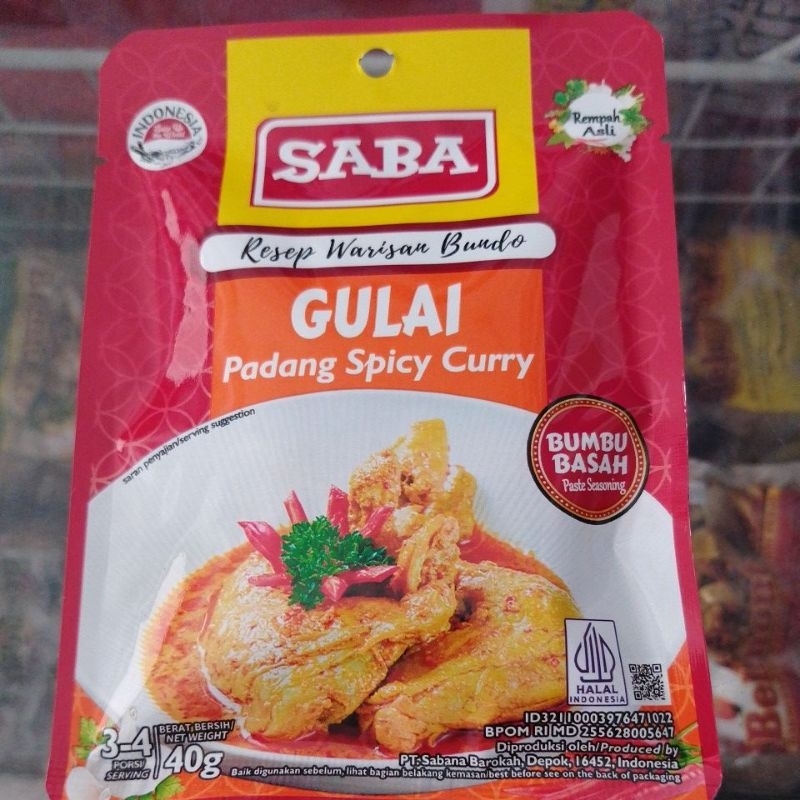 INDONESIA
SABA
Rempah
Asli
Resep Warisan Bundo
GULAI
Padang Spicy Curry
saran penyajian/serving suggestion
BUMBU
BASAH
Paste Seasoning
HALAL
INDONESIA
ID32110003976471022
BPOM RI MD 255628005647
Diproduksi oleh/Produced by
PT. Sabana Barokah, Depok, 16452, Indonesia
3-4
PORSI/
SERVING
BERAT BERSIH/
NET WEIGHT
40g
Baik digunakan sebelum, lihat bagian belakang kemasan/best before see on the back of packaging